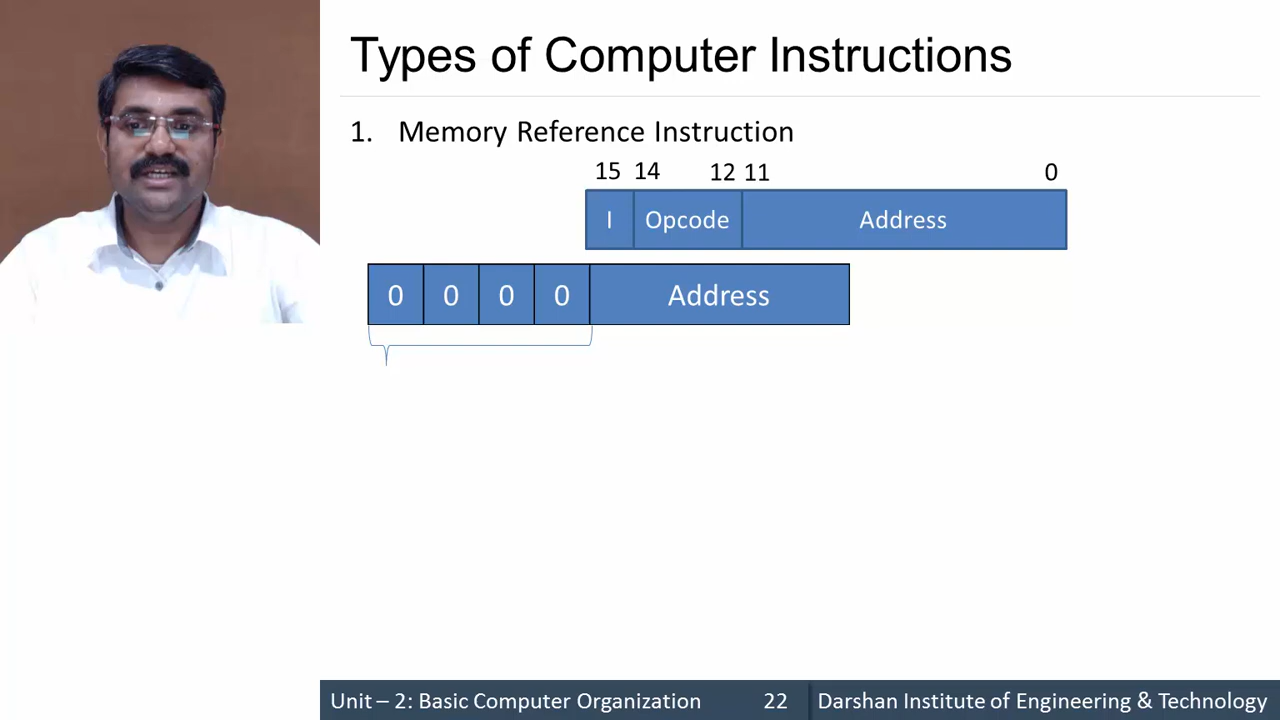 Types of Computer Instructions
1. Memory Reference Instruction
15 14 12 11 0
I Opcode Address
0 0 0 0 Address
Unit – 2: Basic Computer Organization 22 Darshan Institute of Engineering & Technology